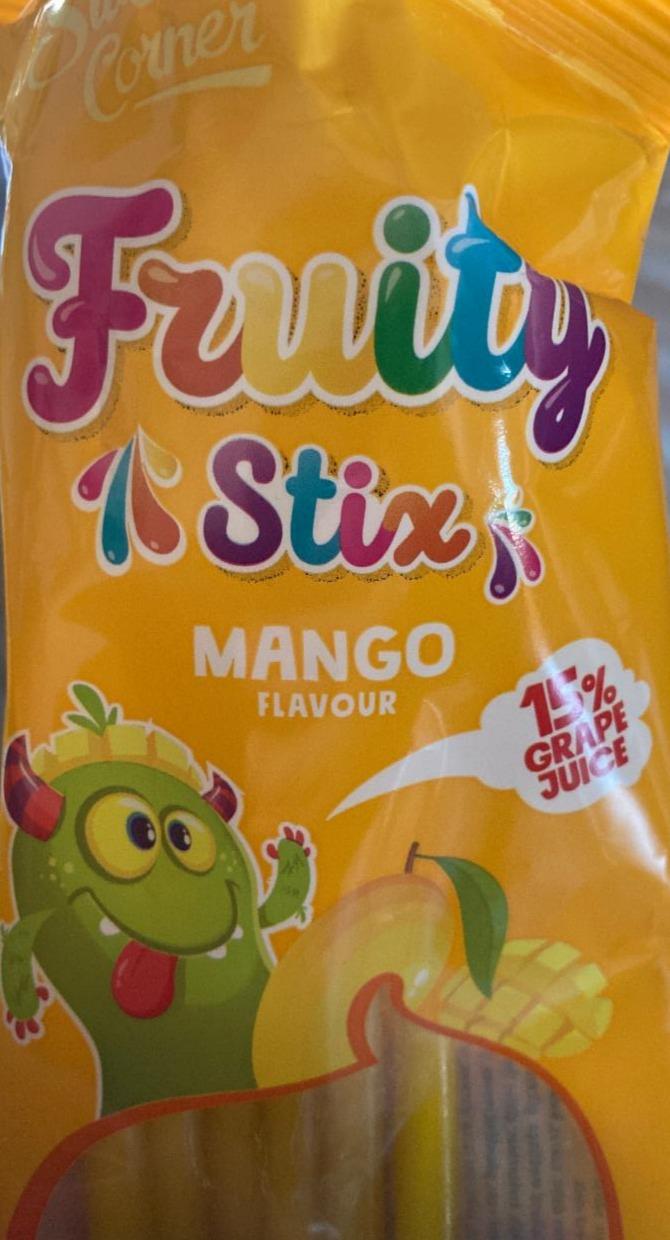 Corner
Fruity
Stix
MANGO
FLAVOUR
15%
GRAPE
JUICE